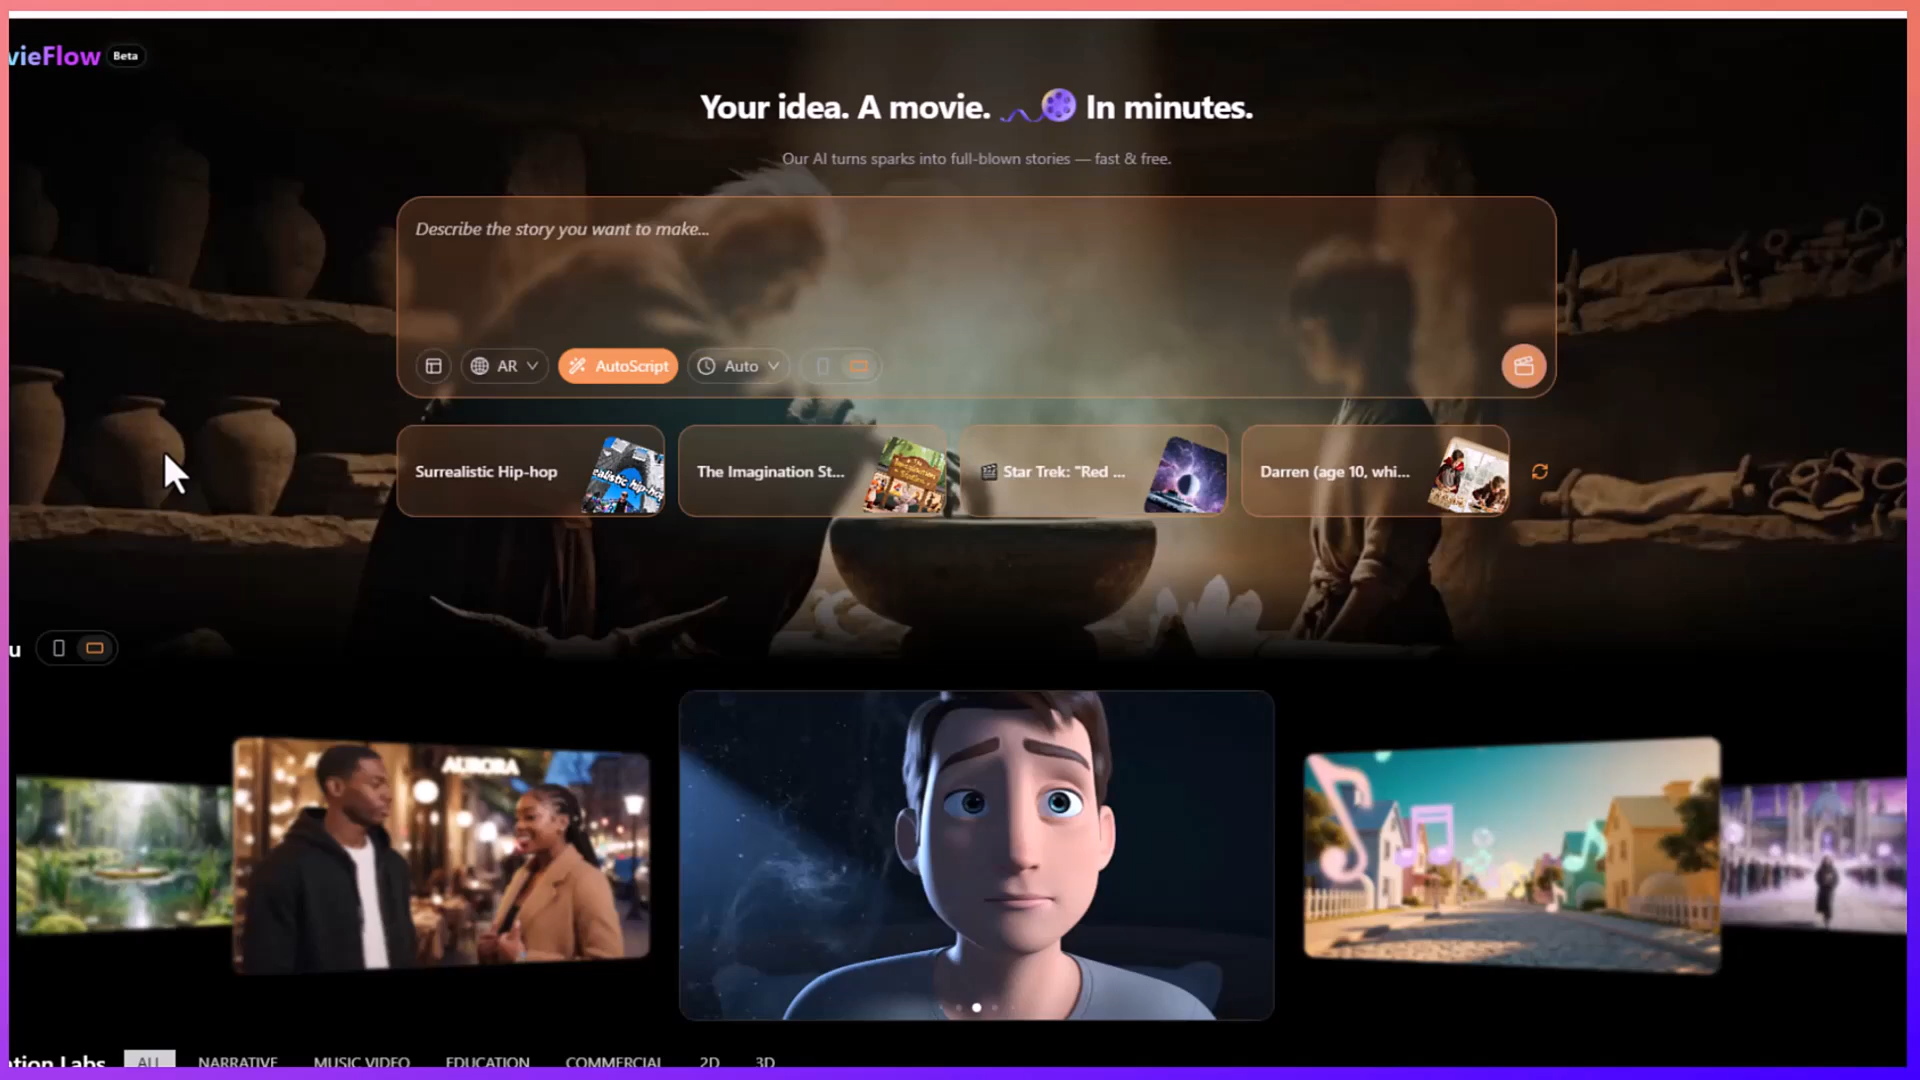 vieFlow Beta
Your idea. A movie. In minutes.
Our AI turns sparks into full-blown stories — fast & free.
Describe the story you want to make...
AR AutoScript Auto
Surrealistic Hip-hop
The Imagination St...
Star Trek: "Red ...
Darren (age 10, whi...
u
AURORA
ation Labs ALL NARRATIVE MUSIC VIDEO EDUCATION COMMERCIAL 2D 3D